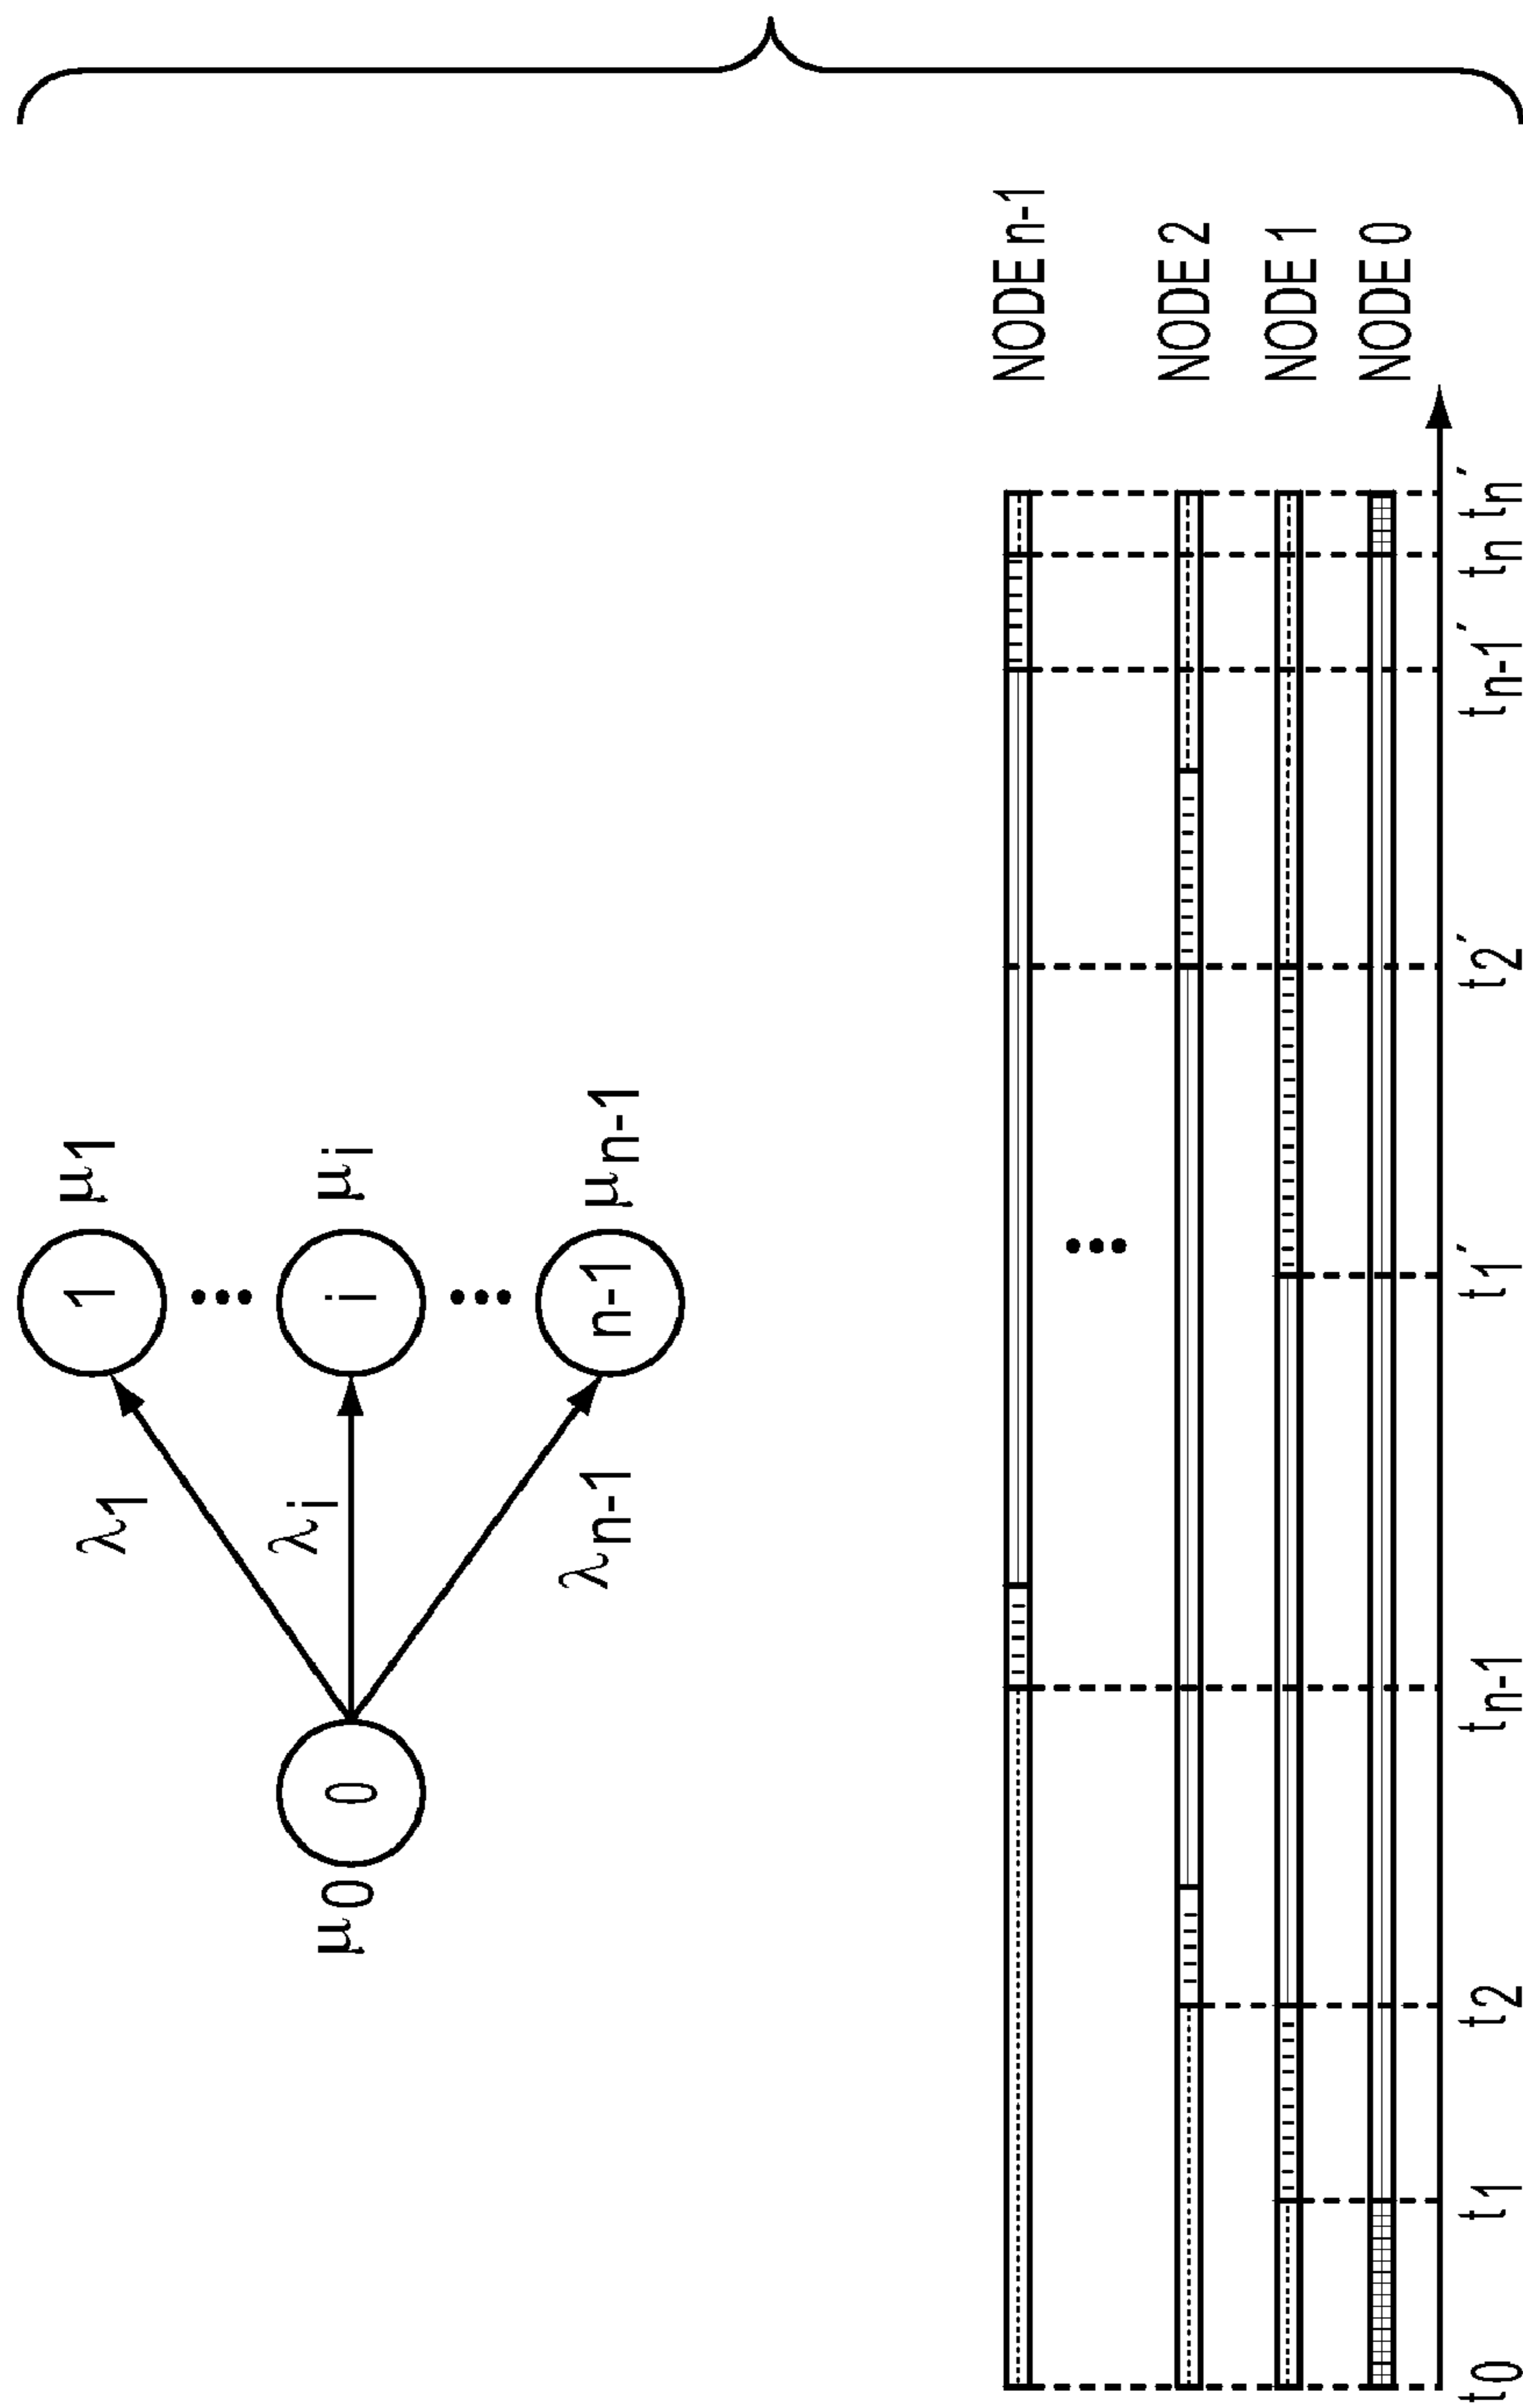 μ0
0
λ1
λi
λn-1
1
i
n-1
μ1
μi
μn-1
NODE n-1
NODE 2
NODE 1
NODE 0
t0 t1 t2 tn-1 t1′ t2′ tn-1′ tn tn′